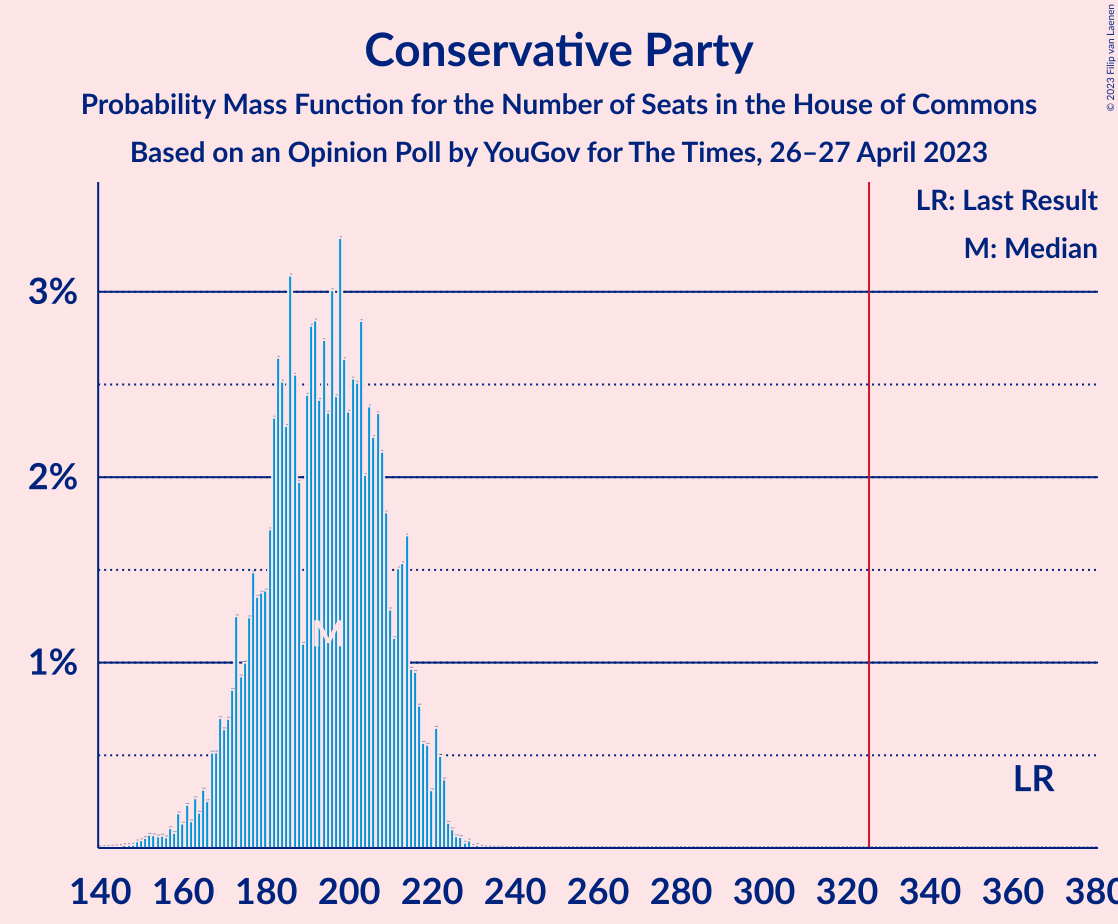 Conservative Party
Probability Mass Function for the Number of Seats in the House of Commons
Based on an Opinion Poll by YouGov for The Times, 26–27 April 2023
© 2023 Filip van Laenen
LR: Last Result
M: Median
3%
2%
1%
M
LR
140 160 180 200 220 240 260 280 300 320 340 360 380